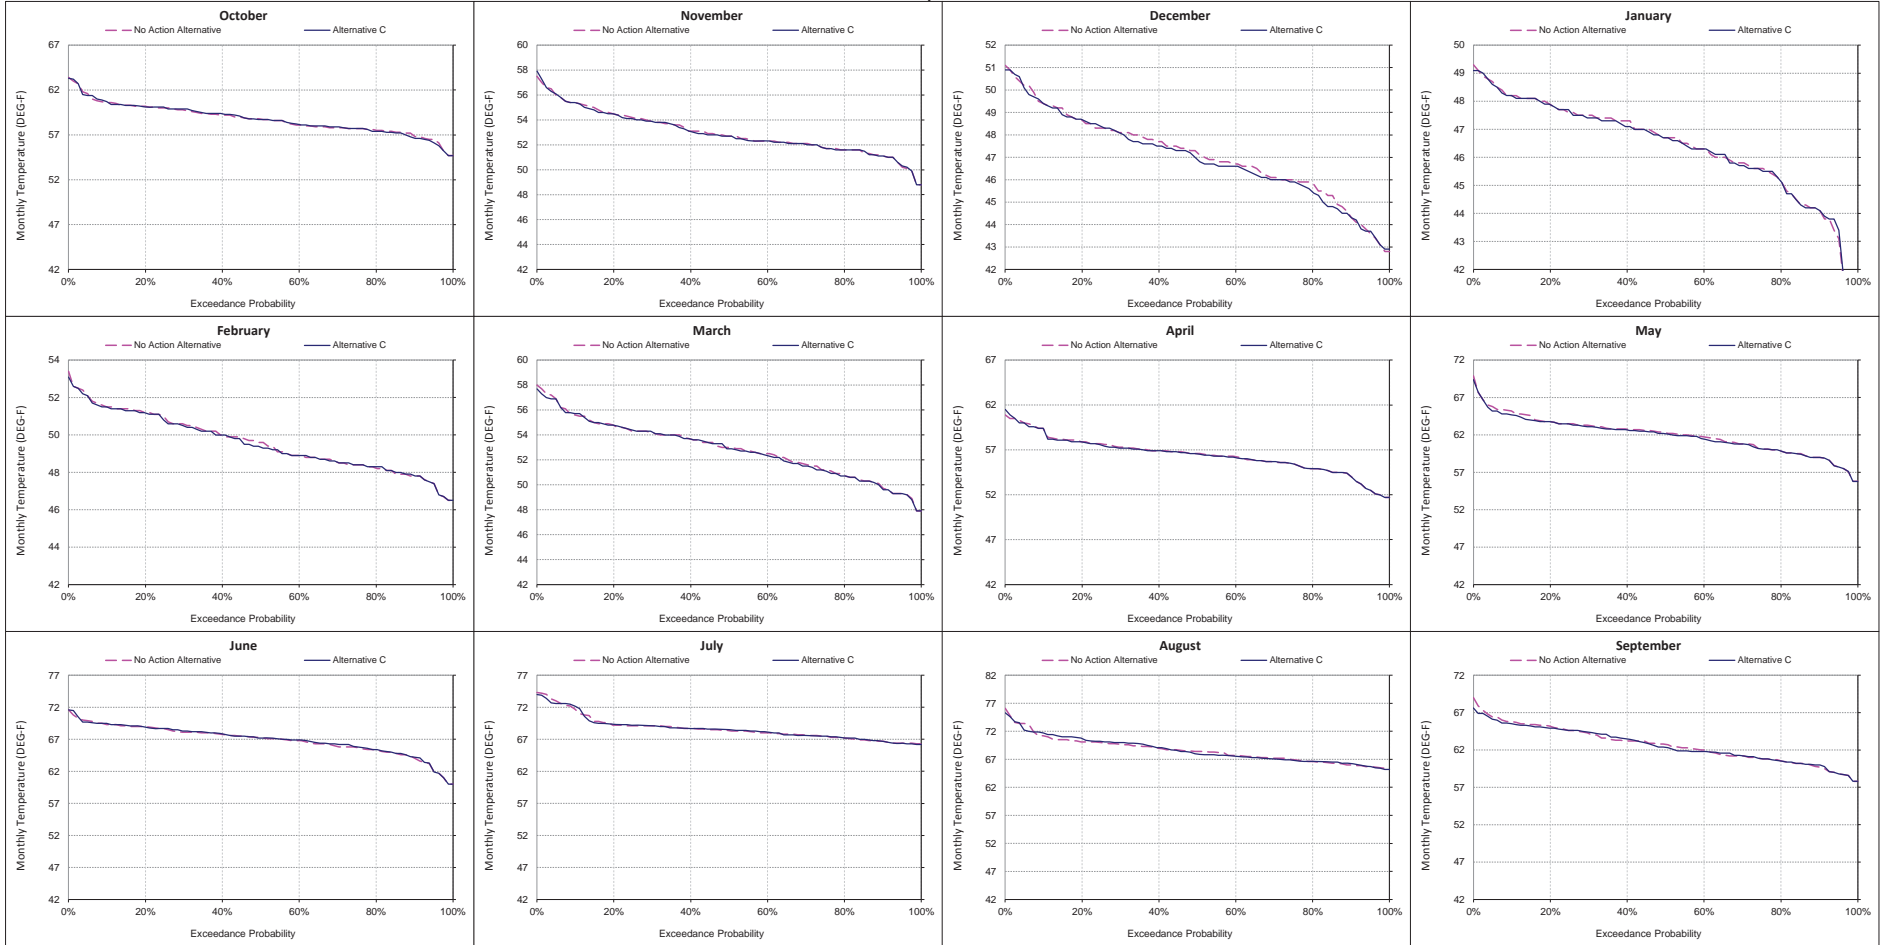 October
No Action Alternative Alternative C
Monthly Temperature (DEG-F)
67
62
57
52
47
42
0% 20% 40% 60% 80% 100%
Exceedance Probability
November
No Action Alternative Alternative C
Monthly Temperature (DEG-F)
60
58
56
54
52
50
48
46
44
42
0% 20% 40% 60% 80% 100%
Exceedance Probability
December
No Action Alternative Alternative C
Monthly Temperature (DEG-F)
52
51
50
49
48
47
46
45
44
43
42
0% 20% 40% 60% 80% 100%
Exceedance Probability
January
No Action Alternative Alternative C
Monthly Temperature (DEG-F)
50
49
48
47
46
45
44
43
42
0% 20% 40% 60% 80% 100%
Exceedance Probability
February
No Action Alternative Alternative C
Monthly Temperature (DEG-F)
54
52
50
48
46
44
42
0% 20% 40% 60% 80% 100%
Exceedance Probability
March
No Action Alternative Alternative C
Monthly Temperature (DEG-F)
60
58
56
54
52
50
48
46
44
42
0% 20% 40% 60% 80% 100%
Exceedance Probability
April
No Action Alternative Alternative C
Monthly Temperature (DEG-F)
67
62
57
52
47
42
0% 20% 40% 60% 80% 100%
Exceedance Probability
May
No Action Alternative Alternative C
Monthly Temperature (DEG-F)
72
67
62
57
52
47
42
0% 20% 40% 60% 80% 100%
Exceedance Probability
June
No Action Alternative Alternative C
Monthly Temperature (DEG-F)
77
72
67
62
57
52
47
42
0% 20% 40% 60% 80% 100%
Exceedance Probability
July
No Action Alternative Alternative C
Monthly Temperature (DEG-F)
77
72
67
62
57
52
47
42
0% 20% 40% 60% 80% 100%
Exceedance Probability
August
No Action Alternative Alternative C
Monthly Temperature (DEG-F)
82
77
72
67
62
57
52
47
42
0% 20% 40% 60% 80% 100%
Exceedance Probability
September
No Action Alternative Alternative C
Monthly Temperature (DEG-F)
72
67
62
57
52
47
42
0% 20% 40% 60% 80% 100%
Exceedance Probability